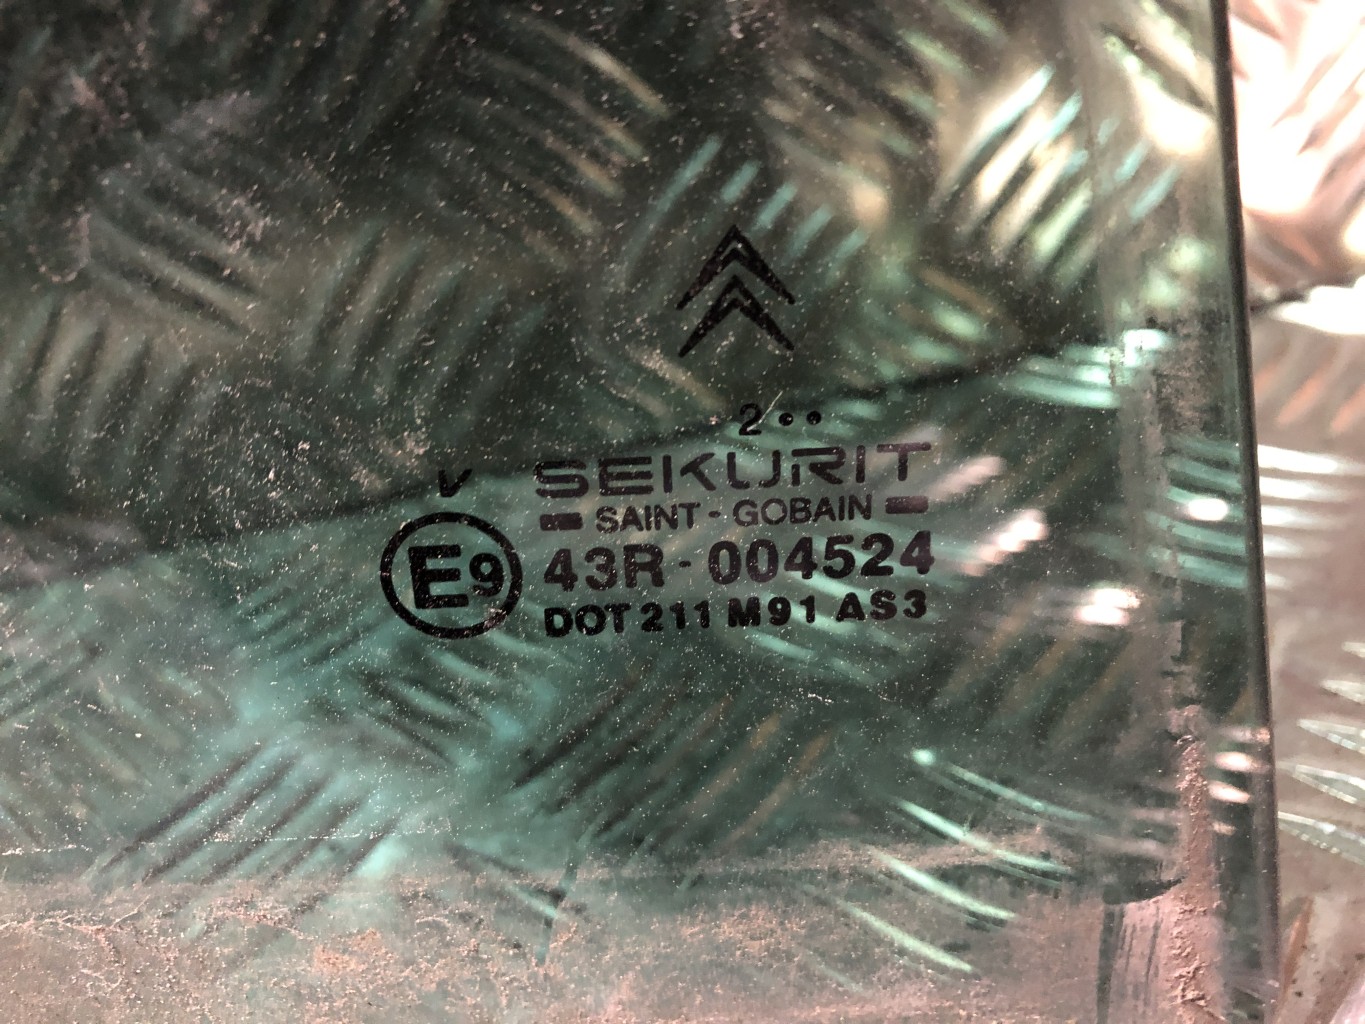 2••
V SEKURIT
SAINT-GOBAIN
E9 43R-004524
DOT 211 M91 AS3